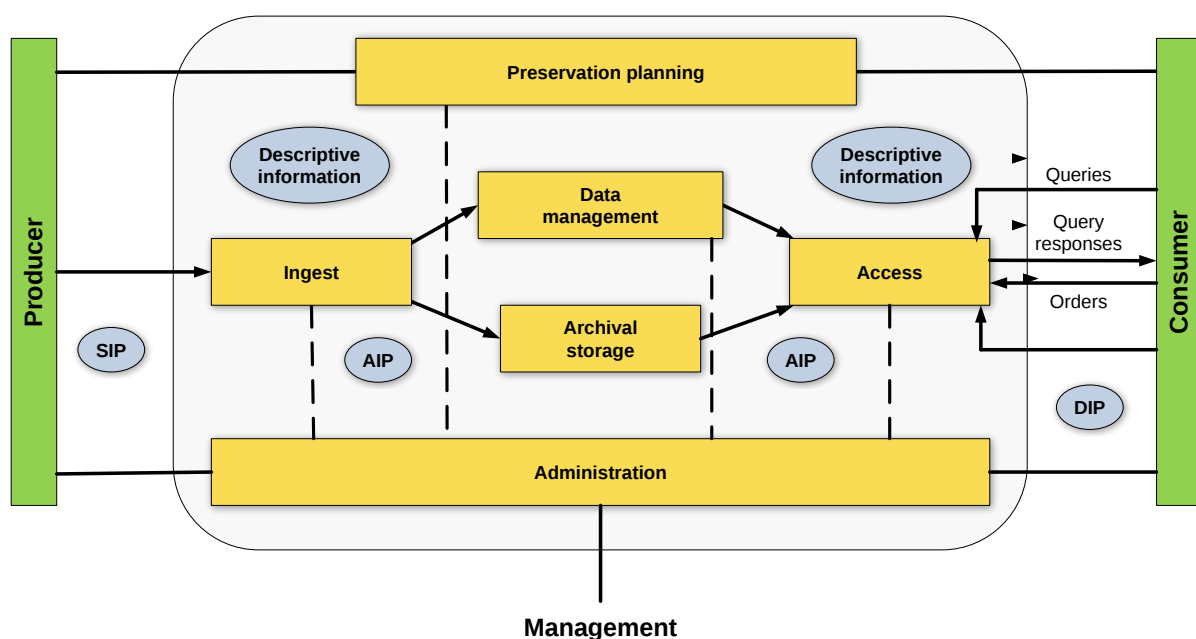 Preservation planning
Descriptive
information
Descriptive
information
Queries
Data
management
Query
responses
Producer
Ingest
Access
Consumer
Orders
Archival
storage
SIP
AIP
AIP
DIP
Administration
Management